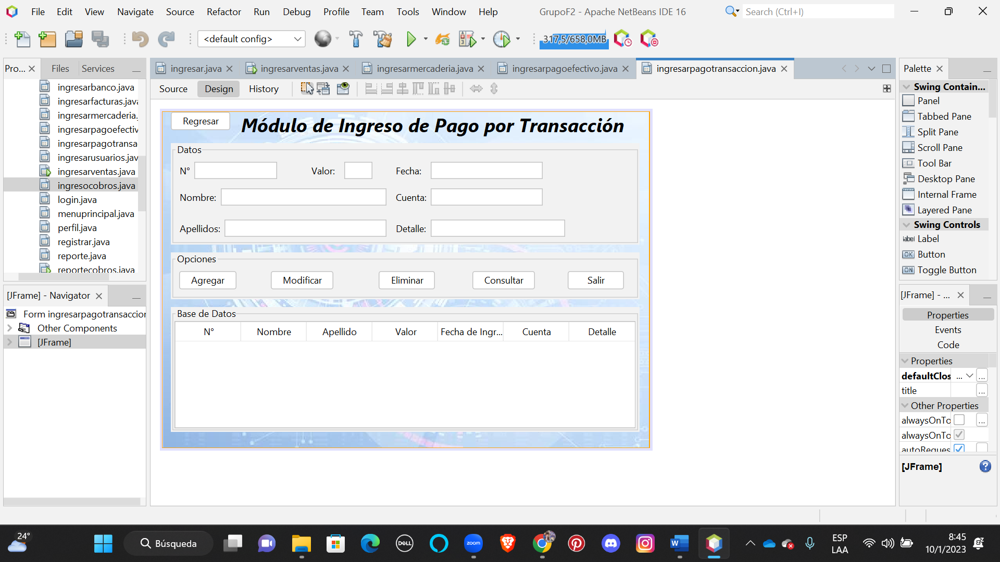 File Edit View Navigate Source Refactor Run Debug Profile Team Tools Window Help GrupoF2 - Apache NetBeans IDE 16 Search (Ctrl+I)
<default config> 317,5/658,0MB
Pro... Files Services
ingresarbanco.java
ingresarfacturas.java
ingresarmercaderia.
ingresarpagoefectiv
ingresarpagotransa
ingresarusuarios.jav
ingresarventas.java
ingresocobros.java
login.java
menuprincipal.java
perfil.java
registrar.java
reporte.java
reportecobros.java
[JFrame] - Navigator
Form ingresarpagotransaccion
Other Components
[JFrame]
ingresar.java ingresarventas.java ingresarmercaderia.java ingresarpagoefectivo.java ingresarpagotransaccion.java
Source Design History
Regresar Módulo de Ingreso de Pago por Transacción
Datos
N° Valor: Fecha:
Nombre: Cuenta:
Apellidos: Detalle:
Opciones
Agregar Modificar Eliminar Consultar Salir
Base de Datos
N° Nombre Apellido Valor Fecha de Ingr... Cuenta Detalle
Palette
Swing Contain...
Panel
Tabbed Pane
Split Pane
Scroll Pane
Tool Bar
Desktop Pane
Internal Frame
Layered Pane
Swing Controls
label Label
OK Button
ON Toggle Button
[JFrame] - ...
Properties
Events
Code
Properties
defaultClos ... ...
title ...
Other Properties
alwaysOnTo ...
alwaysOnTo
autoReques
[JFrame]
24°
Búsqueda
DELL
zoom
ESP
LAA
8:45
10/1/2023